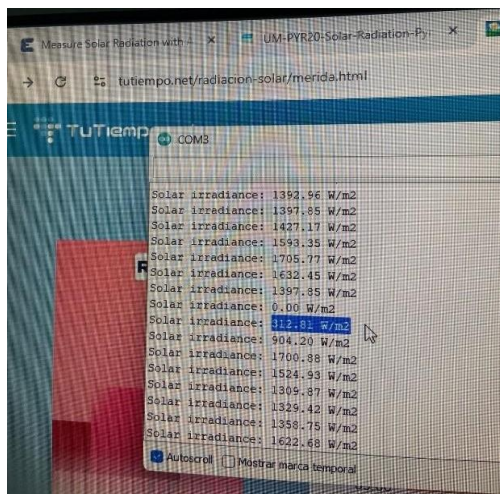 Measure Solar Radiation with
UM-PYR20-Solar-Radiation-Py
tutiempo.net/radiacion-solar/merida.html
TuTiemp
COM3
Solar irradiance: 1392.96 W/m2
Solar irradiance: 1397.85 W/m2
Solar irradiance: 1427.17 W/m2
Solar irradiance: 1593.35 W/m2
Solar irradiance: 1705.77 W/m2
Solar irradiance: 1632.45 W/m2
Solar irradiance: 1397.85 W/m2
Solar irradiance: 0.00 W/m2
Solar irradiance: 312.81 W/m2
Solar irradiance: 904.20 W/m2
Solar irradiance: 1700.88 W/m2
Solar irradiance: 1524.93 W/m2
Solar irradiance: 1309.87 W/m2
Solar irradiance: 1329.42 W/m2
Solar irradiance: 1358.75 W/m2
Solar irradiance: 1622.68 W/m2
Autoscroll Mostrar marca temporal